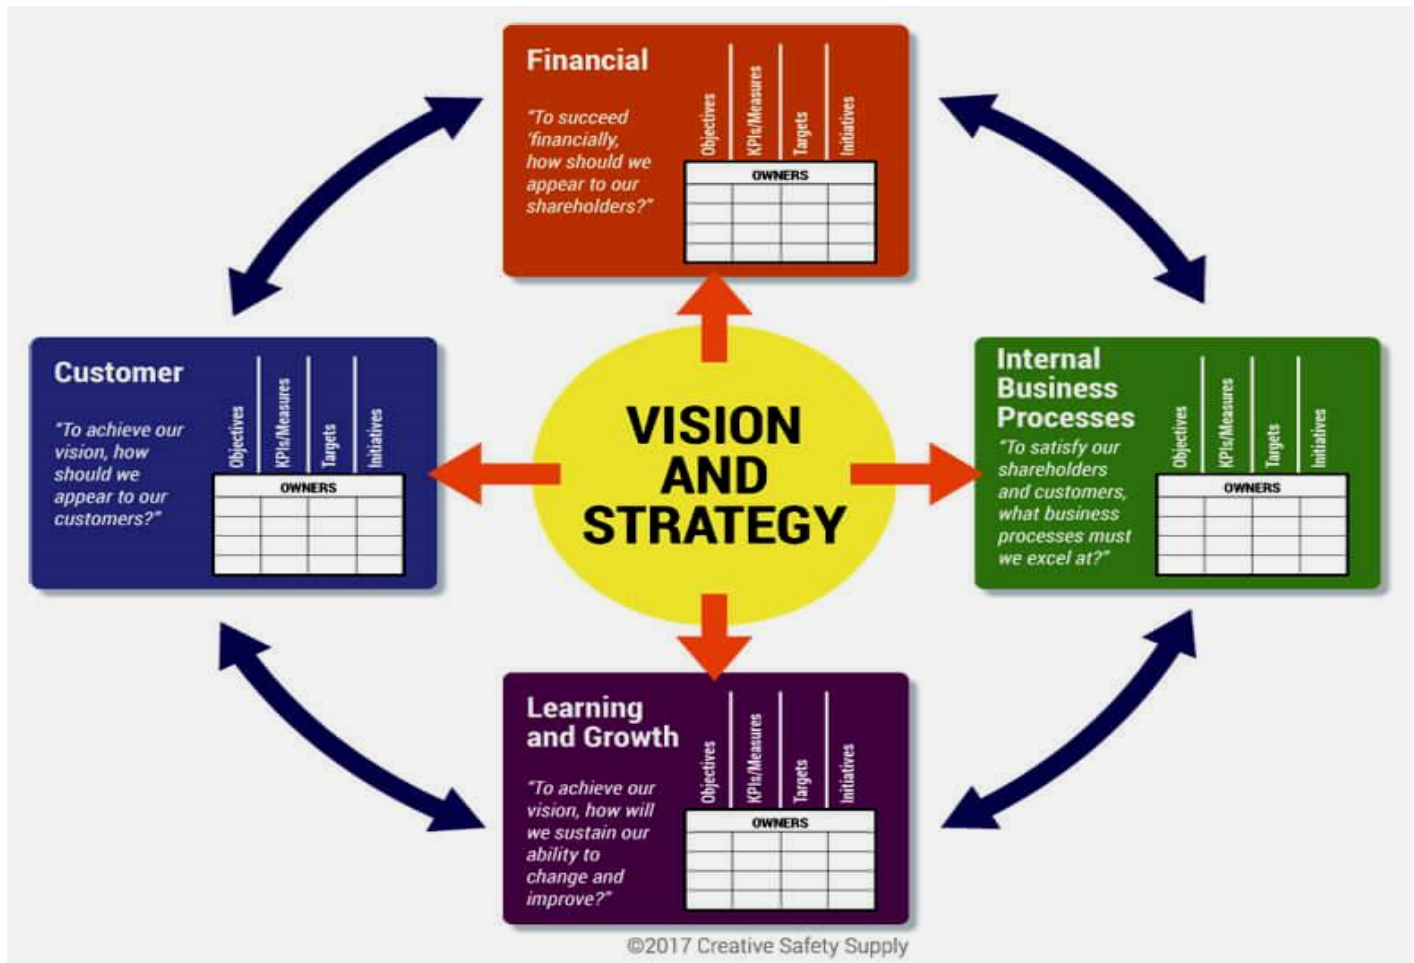 Financial
"To succeed
'financially,
how should we
appear to our
shareholders?"
Objectives
KPIs/Measures
Targets
Initiatives
OWNERS
Customer
"To achieve our
vision, how
should we
appear to our
customers?"
Objectives
KPIs/Measures
Targets
Initiatives
OWNERS
VISION
AND
STRATEGY
Internal
Business
Processes
"To satisfy our
shareholders
and customers,
what business
processes must
we excel at?"
Objectives
KPIs/Measures
Targets
Initiatives
OWNERS
Learning
and Growth
"To achieve our
vision, how will
we sustain our
ability to
change and
improve?"
Objectives
KPIs/Measures
Targets
Initiatives
OWNERS
©2017 Creative Safety Supply